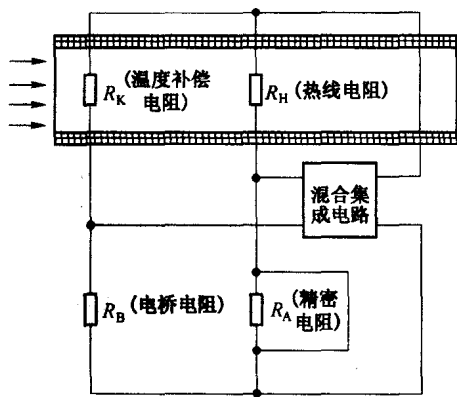 R_K (温度补偿
电阻)
R_H (热线电阻)
混合集
成电路
R_B (电桥电阻)
R_A (精密
电阻)